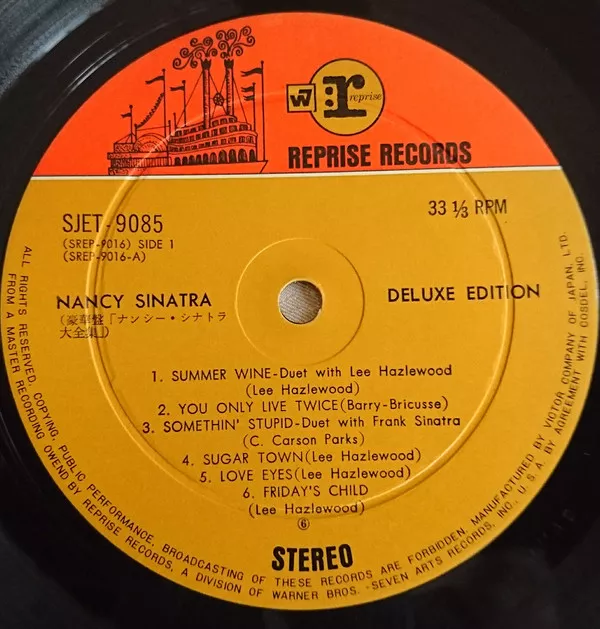 W7
r
reprise
REPRISE RECORDS
SJET-9085
33 ⅓ RPM
(SREP-9016) SIDE 1
(SREP-9016-A)
NANCY SINATRA
DELUXE EDITION
(豪華盤「ナンシー・シナトラ
大全集」)
1. SUMMER WINE-Duet with Lee Hazlewood
(Lee Hazlewood)
2. YOU ONLY LIVE TWICE(Barry-Bricusse)
3. SOMETHIN' STUPID-Duet with Frank Sinatra
(C. Carson Parks)
4. SUGAR TOWN(Lee Hazlewood)
5. LOVE EYES(Lee Hazlewood)
6. FRIDAY'S CHILD
(Lee Hazlewood)
⑥
STEREO
ALL RIGHTS RESERVED, COPYING, PUBLIC PERFORMANCE, BROADCASTING OF THESE RECORDS ARE FORBIDDEN, MANUFACTURED BY VICTOR COMPANY OF JAPAN, LTD.
FROM A MASTER RECORDING OWEND BY REPRISE RECORDS, A DIVISION OF WARNER BROS. -SEVEN ARTS RECORDS, INC., U. S. A. BY AGREEMENT WITH COSDEL, INC.